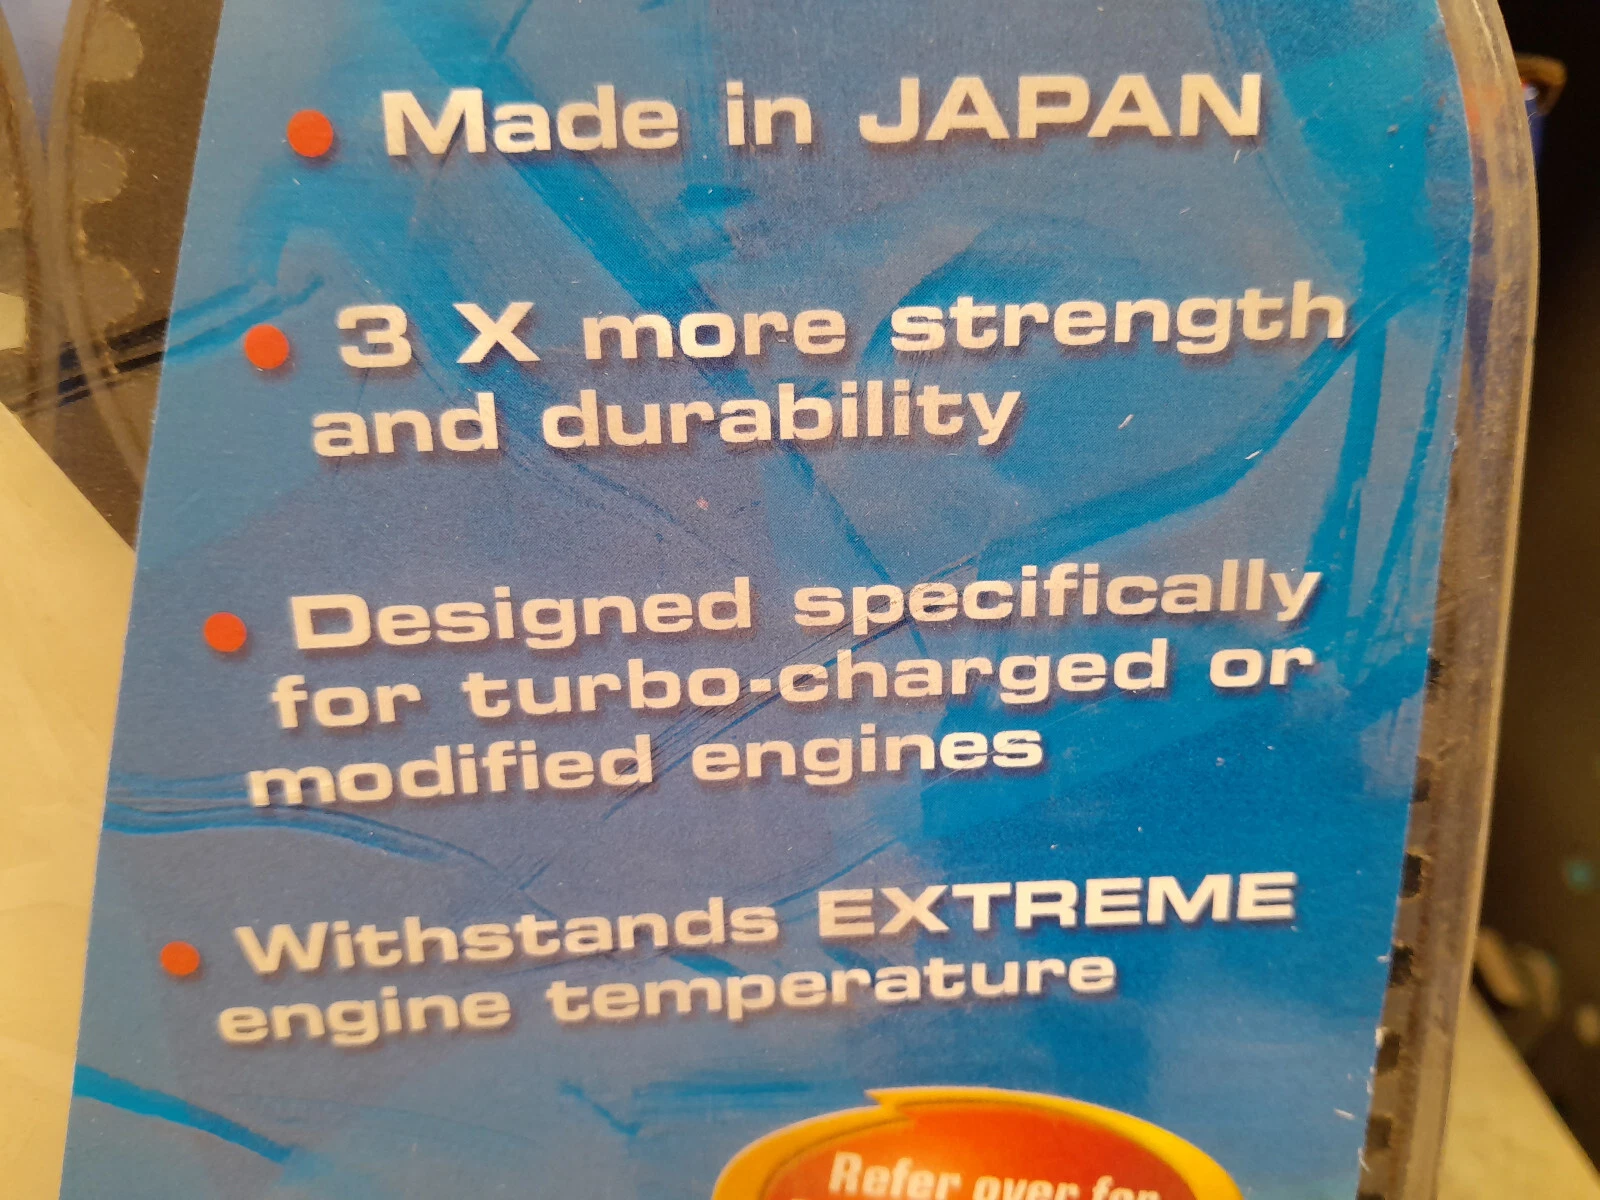 • Made in JAPAN
• 3 X more strength
and durability
• Designed specifically
for turbo-charged or
modified engines
• Withstands EXTREME
engine temperature
Refer over for